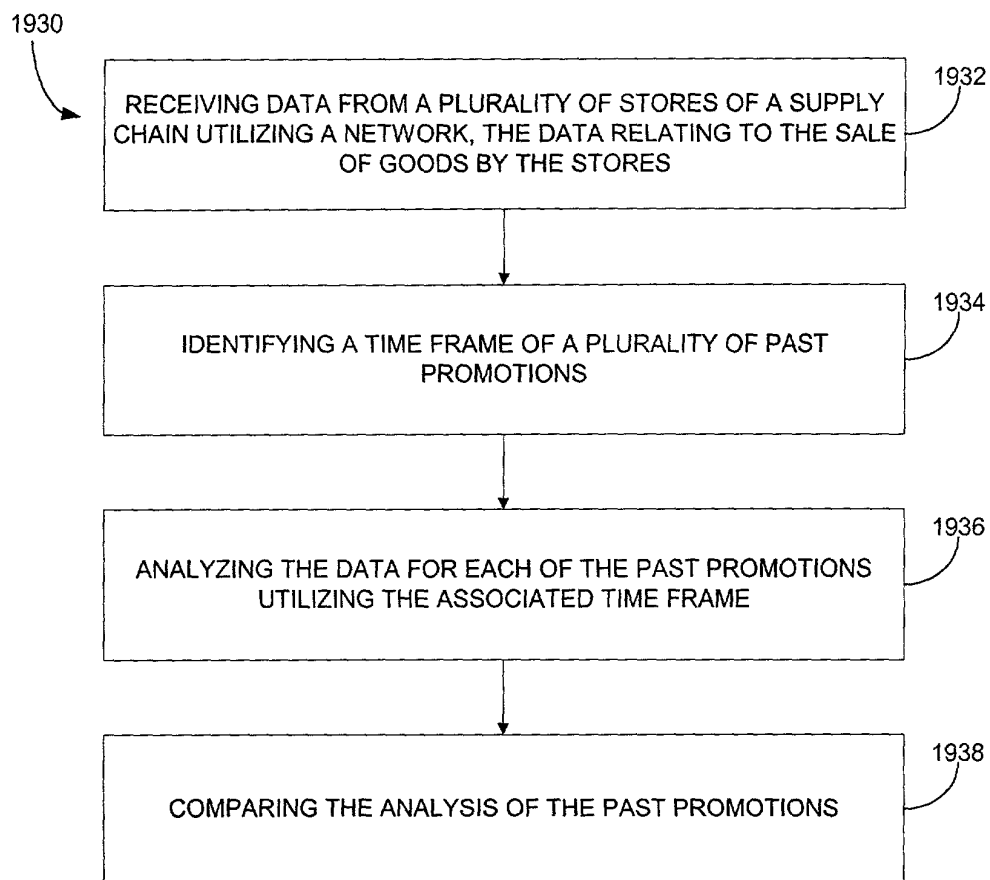 1930
1932
RECEIVING DATA FROM A PLURALITY OF STORES OF A SUPPLY
CHAIN UTILIZING A NETWORK, THE DATA RELATING TO THE SALE
OF GOODS BY THE STORES
1934
IDENTIFYING A TIME FRAME OF A PLURALITY OF PAST
PROMOTIONS
1936
ANALYZING THE DATA FOR EACH OF THE PAST PROMOTIONS
UTILIZING THE ASSOCIATED TIME FRAME
1938
COMPARING THE ANALYSIS OF THE PAST PROMOTIONS